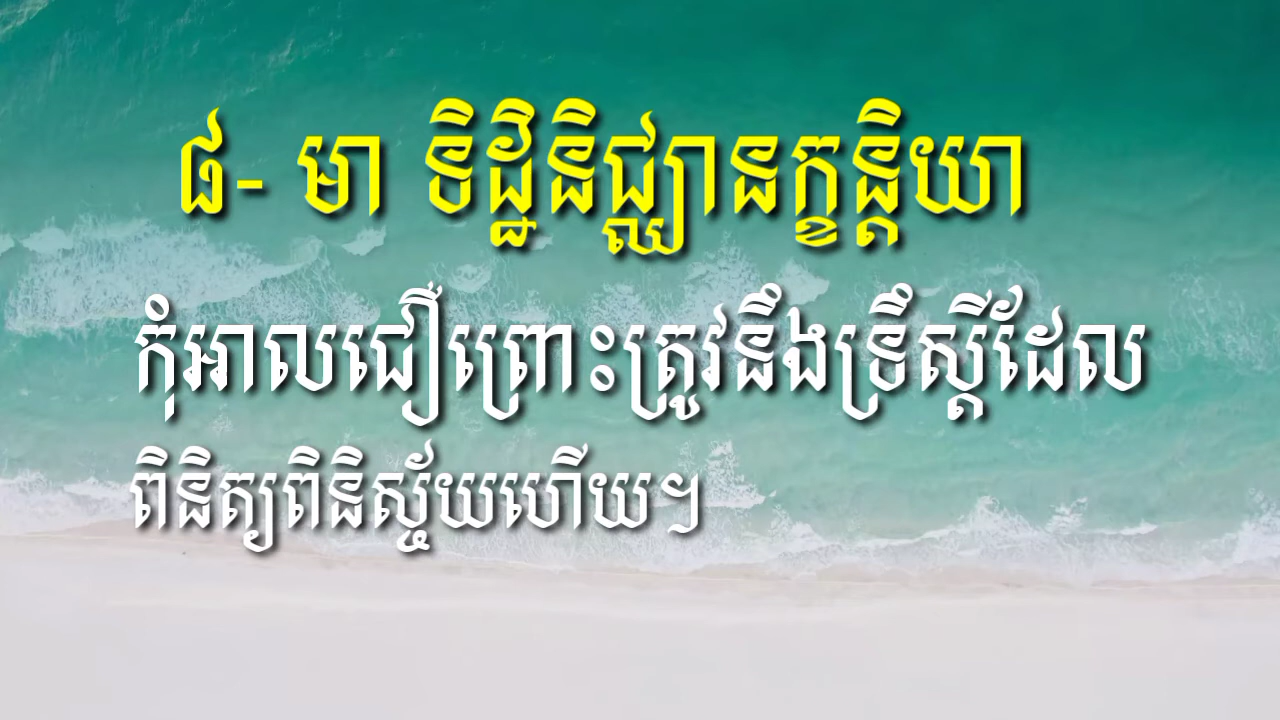 ៨- មា ទិដ្ឋិនិជ្ឈានក្ខន្តិយា
កុំអាលជឿព្រោះត្រូវនឹងទ្រឹស្តីដែល
ពិនិត្យពិនិស្ច័យហើយ។